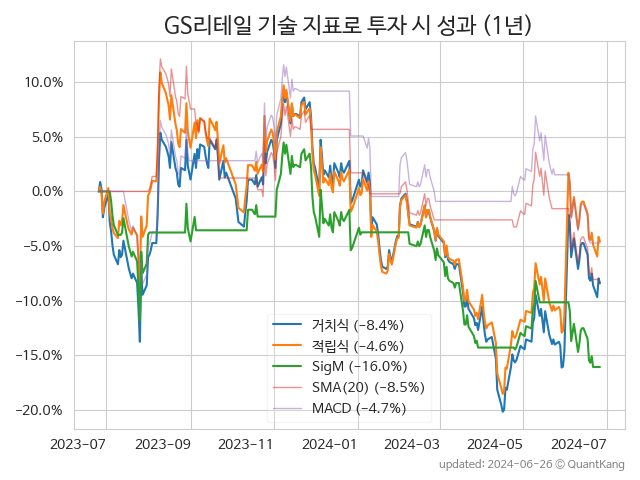 GS리테일 기술 지표로 투자 시 성과 (1년)
10.0%
5.0%
0.0%
−5.0%
−10.0%
−15.0%
−20.0%
거치식 (−8.4%)
적립식 (−4.6%)
SigM (−16.0%)
SMA(20) (−8.5%)
MACD (−4.7%)
2023-07 2023-09 2023-11 2024-01 2024-03 2024-05 2024-07
updated: 2024-06-26 ⓒ QuantKang